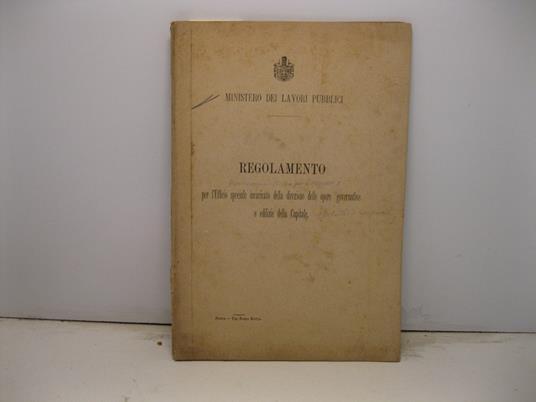 MINISTERO DEI LAVORI PUBBLICI
REGOLAMENTO
per l'Ufficio speciale incaricato della direzione delle opere governative
e edilizie della Capitale
Roma — Tip.